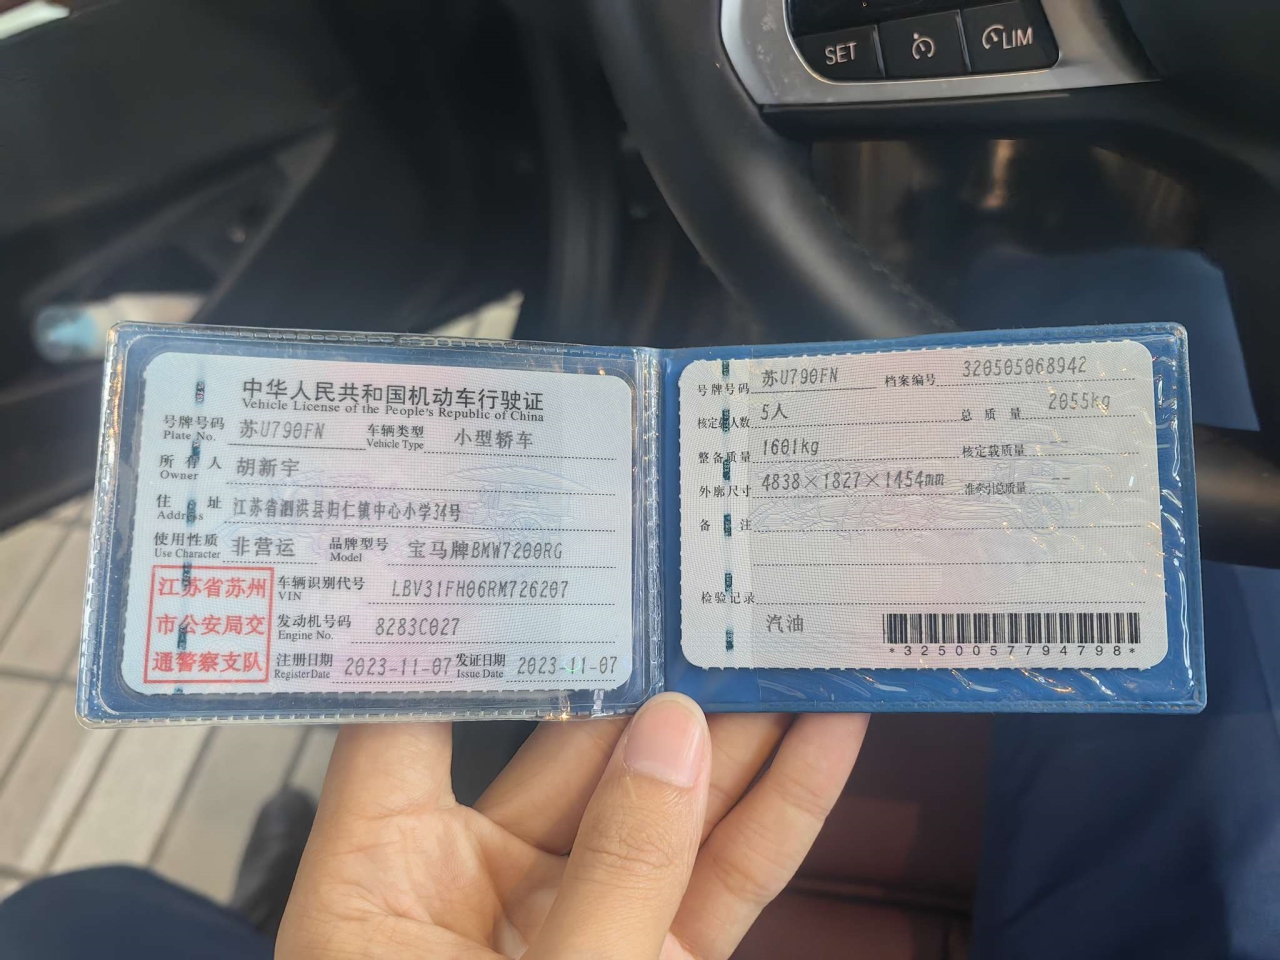 SET
LIM
中华人民共和国机动车行驶证
Vehicle License of the People's Republic of China
号牌号码 苏U790FN 车辆类型 小型轿车
Plate No. Vehicle Type
所有人 胡新宇
Owner
住址 江苏省泗洪县归仁镇中心小学34号
Address
使用性质 非营运 品牌型号 宝马牌BMW7200RG
Use Character Model
江苏省苏州
市公安局交
通警察支队
车辆识别代号 LBV31FH06RM726207
VIN
发动机号码 8283C027
Engine No.
注册日期 2023-11-07 发证日期 2023-11-07
Register Date Issue Date
号牌号码 苏U790FN 档案编号 320505068942
核定载人数 5人 总质量 2055kg
整备质量 1601kg 核定载质量 --
外廓尺寸 4838×1827×1454mm 准牵引总质量 --
备注
检验记录
汽油
*3250057794798*